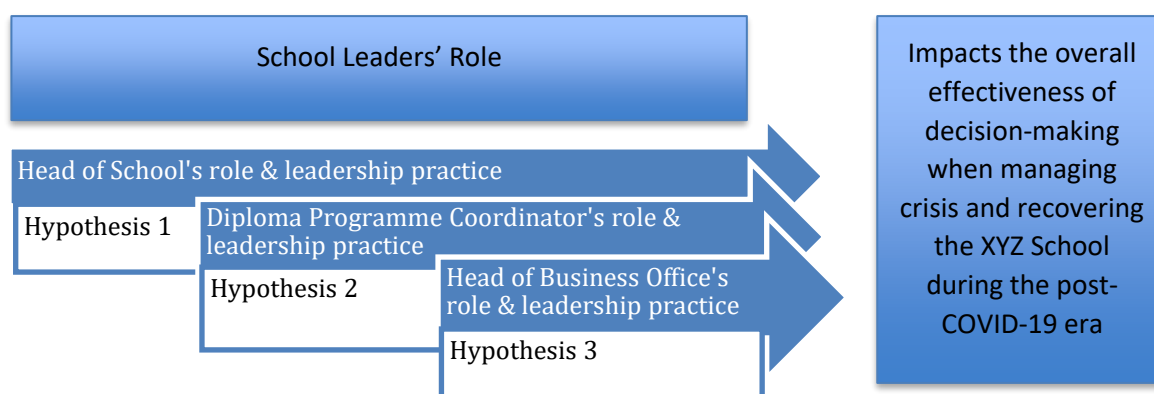 School Leaders’ Role
Head of School's role & leadership practice
Hypothesis 1
Diploma Programme Coordinator's role &
leadership practice
Hypothesis 2
Head of Business Office's
role & leadership practice
Hypothesis 3
Impacts the overall
effectiveness of
decision-making
when managing
crisis and recovering
the XYZ School
during the post-
COVID-19 era